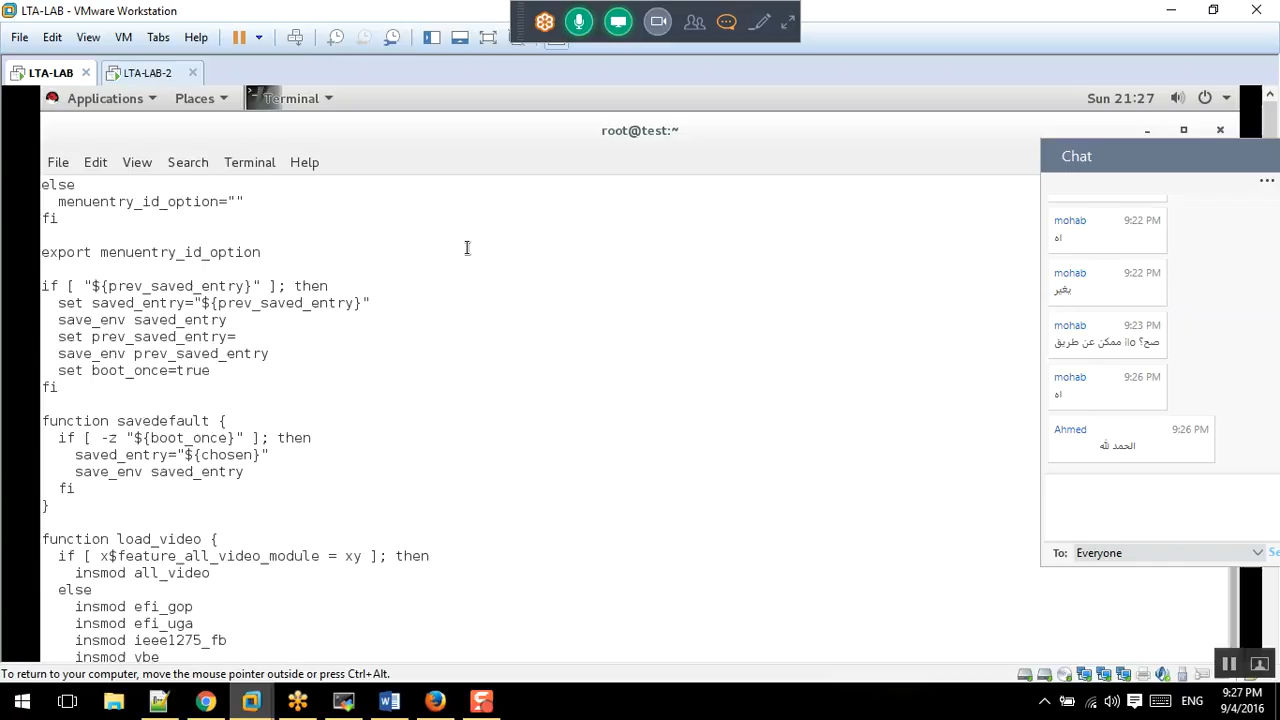 LTA-LAB - VMware Workstation
File Edit View VM Tabs Help
LTA-LAB LTA-LAB-2
Applications Places Terminal Sun 21:27
root@test:~
File Edit View Search Terminal Help
else
menuentry_id_option=""
fi
export menuentry_id_option
if [ "${prev_saved_entry}" ]; then
set saved_entry="${prev_saved_entry}"
save_env saved_entry
set prev_saved_entry=
save_env prev_saved_entry
set boot_once=true
fi
function savedefault {
if [ -z "${boot_once}" ]; then
saved_entry="${chosen}"
save_env saved_entry
fi
}
function load_video {
if [ x$feature_all_video_module = xy ]; then
insmod all_video
else
insmod efi_gop
insmod efi_uga
insmod ieee1275_fb
insmod vbe
Chat
mohab 9:22 PM
اه
mohab 9:22 PM
يغير
mohab 9:23 PM
ممكن عن طريق ilo صح؟
mohab 9:26 PM
اه
Ahmed 9:26 PM
الحمد لله
To: Everyone Se
To return to your computer, move the mouse pointer outside or press Ctrl+Alt.
ENG
9:27 PM
9/4/2016